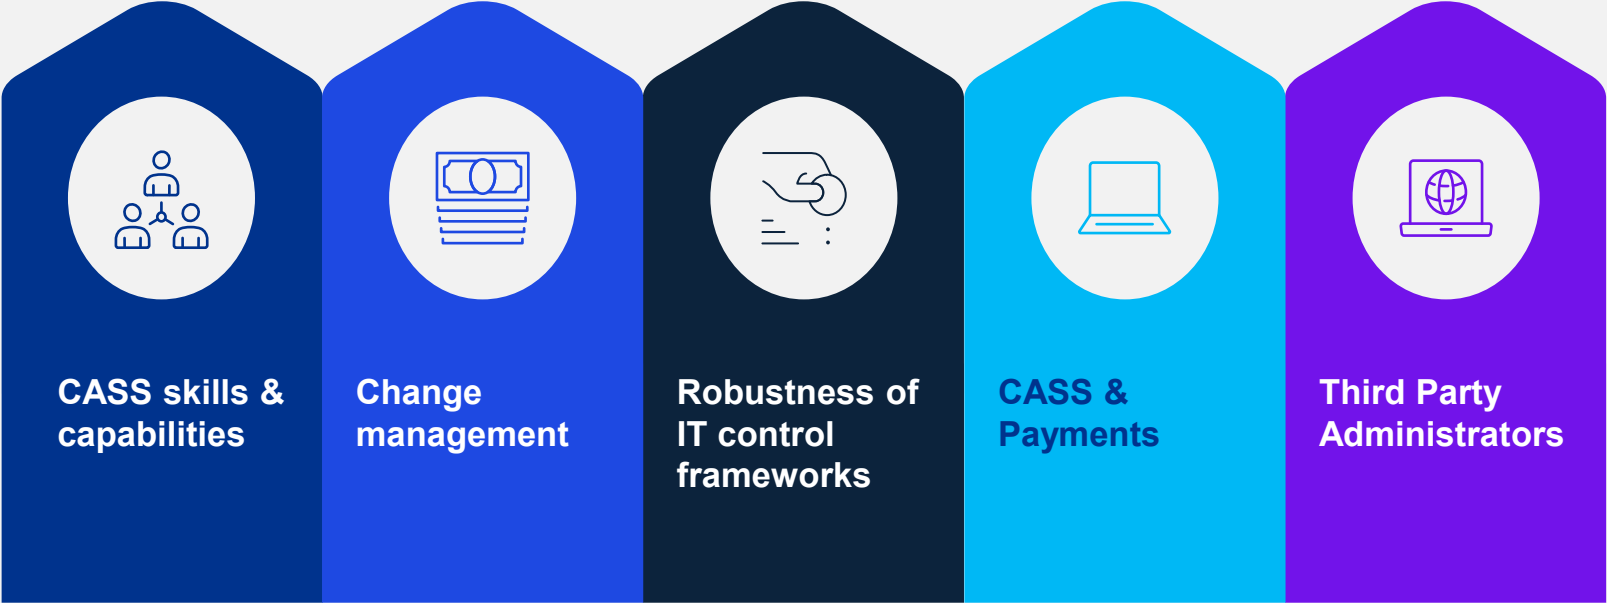 CASS skills &
capabilities
Change
management
Robustness of
IT control
frameworks
CASS &
Payments
Third Party
Administrators